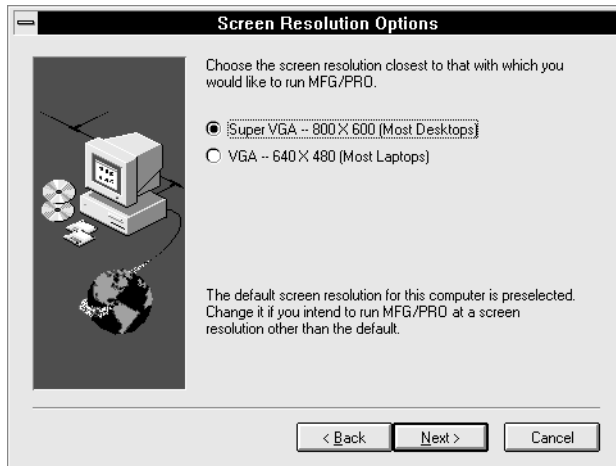 Screen Resolution Options
Choose the screen resolution closest to that with which you
would like to run MFG/PRO.
Super VGA -- 800 X 600 (Most Desktops)
VGA -- 640 X 480 (Most Laptops)
The default screen resolution for this computer is preselected.
Change it if you intend to run MFG/PRO at a screen
resolution other than the default.
< Back Next > Cancel